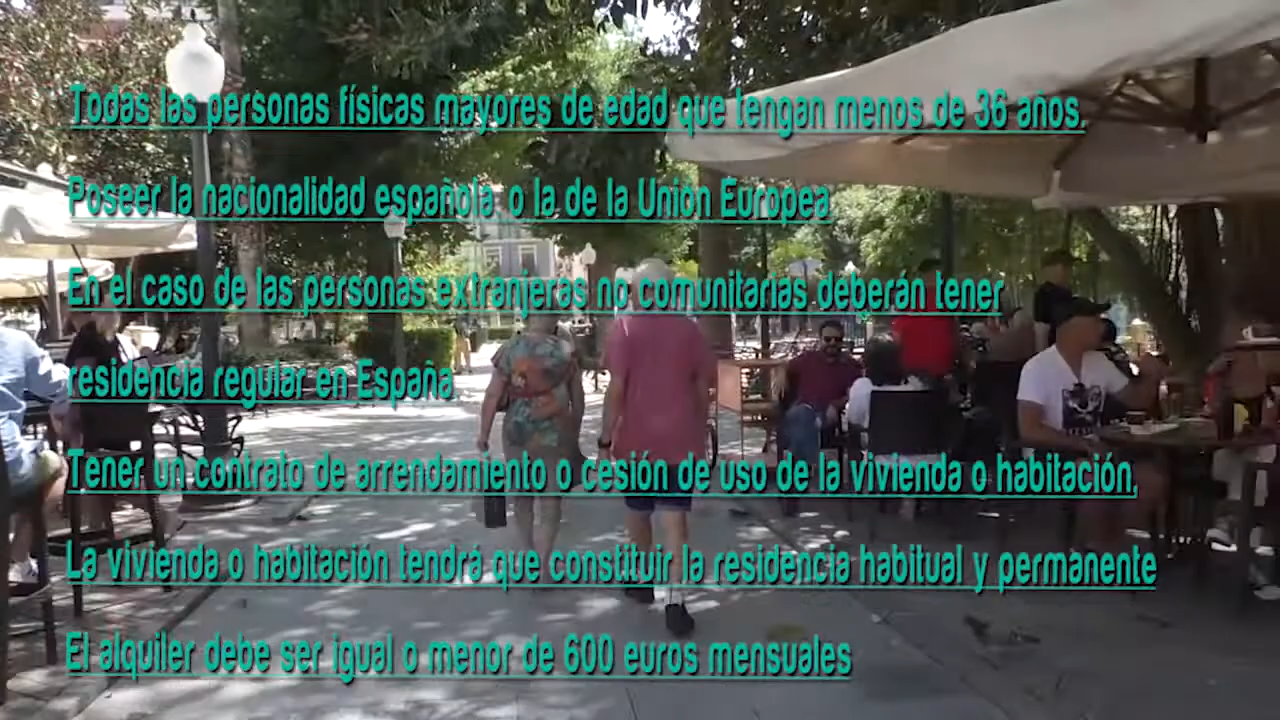 Todas las personas físicas mayores de edad que tengan menos de 36 años.
Poseer la nacionalidad española o la de la Unión Europea
En el caso de las personas extranjeras no comunitarias deberán tener
residencia regular en España
Tener un contrato de arrendamiento o cesión de uso de la vivienda o habitación.
La vivienda o habitación tendrá que constituir la residencia habitual y permanente
El alquiler debe ser igual o menor de 600 euros mensuales